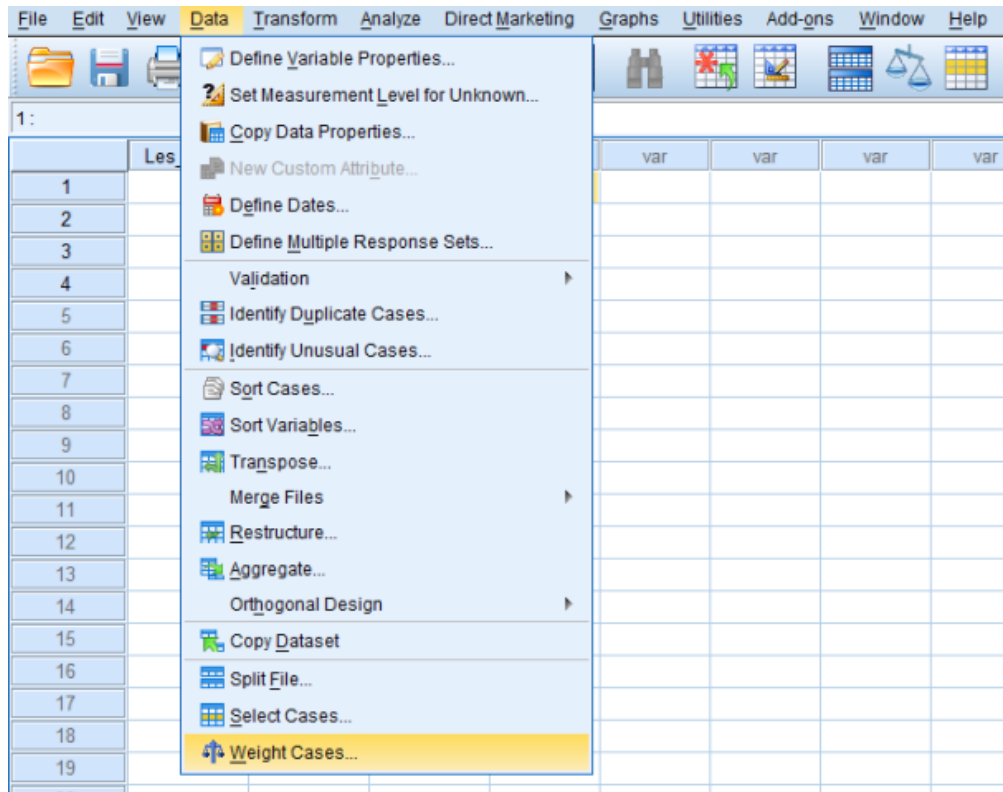 File Edit View Data Transform Analyze Direct Marketing Graphs Utilities Add-ons Window Help
1 :
Les_ var var var var
Define Variable Properties...
Set Measurement Level for Unknown...
Copy Data Properties...
New Custom Attribute...
Define Dates...
Define Multiple Response Sets...
Validation
Identify Duplicate Cases...
Identify Unusual Cases...
Sort Cases...
Sort Variables...
Transpose...
Merge Files
Restructure...
Aggregate...
Orthogonal Design
Copy Dataset
Split File...
Select Cases...
Weight Cases...
1
2
3
4
5
6
7
8
9
10
11
12
13
14
15
16
17
18
19